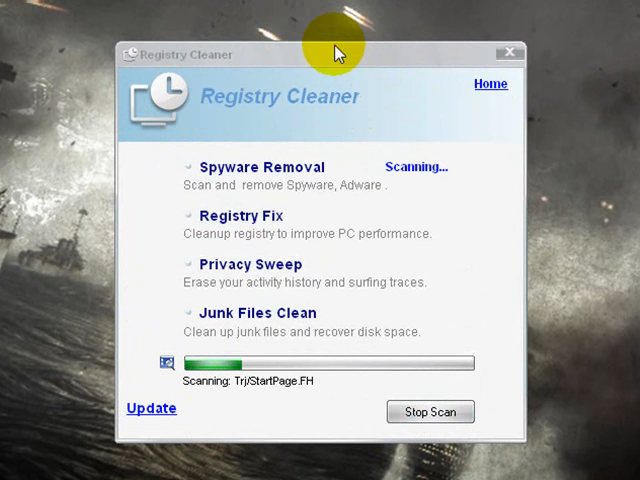 Registry Cleaner
Registry Cleaner
Home
Spyware Removal
Scanning...
Scan and remove Spyware, Adware .
Registry Fix
Cleanup registry to improve PC performance.
Privacy Sweep
Erase your activity history and surfing traces.
Junk Files Clean
Clean up junk files and recover disk space.
Scanning: Trj/StartPage.FH
Update
Stop Scan